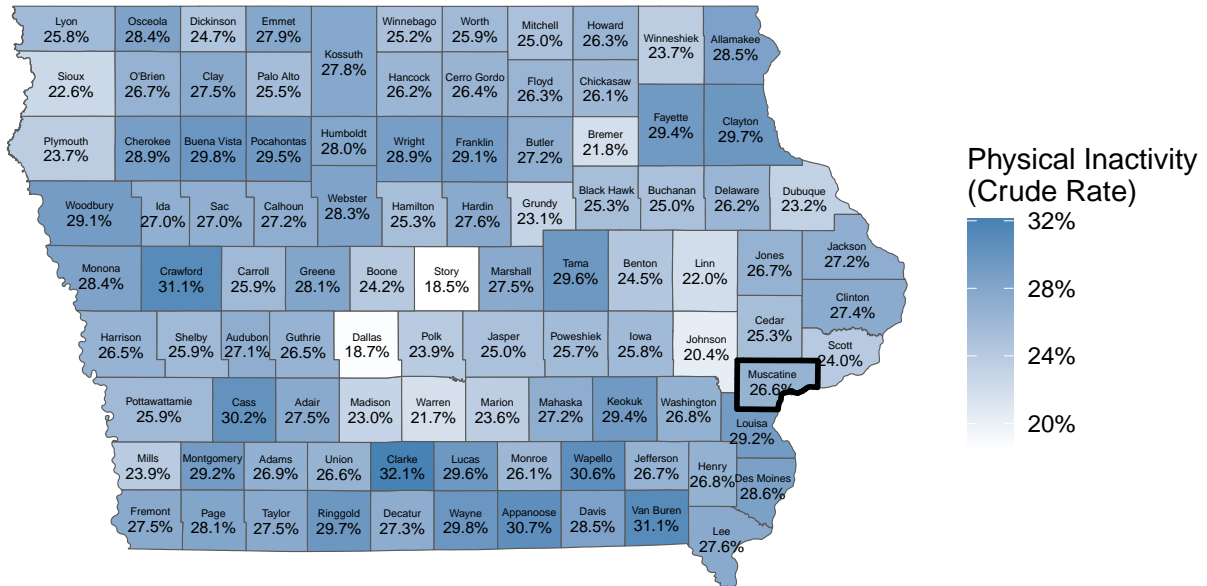 Lyon
25.8%
Osceola
28.4%
Dickinson
24.7%
Emmet
27.9%
Kossuth
27.8%
Winnebago
25.2%
Worth
25.9%
Mitchell
25.0%
Howard
26.3%
Winneshiek
23.7%
Allamakee
28.5%
Sioux
22.6%
O'Brien
26.7%
Clay
27.5%
Palo Alto
25.5%
Hancock
26.2%
Cerro Gordo
26.4%
Floyd
26.3%
Chickasaw
26.1%
Plymouth
23.7%
Cherokee
28.9%
Buena Vista
29.8%
Pocahontas
29.5%
Humboldt
28.0%
Wright
28.9%
Franklin
29.1%
Butler
27.2%
Bremer
21.8%
Fayette
29.4%
Clayton
29.7%
Woodbury
29.1%
Ida
27.0%
Sac
27.0%
Calhoun
27.2%
Webster
28.3%
Hamilton
25.3%
Hardin
27.6%
Grundy
23.1%
Black Hawk
25.3%
Buchanan
25.0%
Delaware
26.2%
Dubuque
23.2%
Monona
28.4%
Crawford
31.1%
Carroll
25.9%
Greene
28.1%
Boone
24.2%
Story
18.5%
Marshall
27.5%
Tama
29.6%
Benton
24.5%
Linn
22.0%
Jones
26.7%
Jackson
27.2%
Clinton
27.4%
Harrison
26.5%
Shelby
25.9%
Audubon
27.1%
Guthrie
26.5%
Dallas
18.7%
Polk
23.9%
Jasper
25.0%
Poweshiek
25.7%
Iowa
25.8%
Johnson
20.4%
Cedar
25.3%
Scott
24.0%
Muscatine
26.6%
Pottawattamie
25.9%
Cass
30.2%
Adair
27.5%
Madison
23.0%
Warren
21.7%
Marion
23.6%
Mahaska
27.2%
Keokuk
29.4%
Washington
26.8%
Louisa
29.2%
Mills
23.9%
Montgomery
29.2%
Adams
26.9%
Union
26.6%
Clarke
32.1%
Lucas
29.6%
Monroe
26.1%
Wapello
30.6%
Jefferson
26.7%
Henry
26.8%
Des Moines
28.6%
Fremont
27.5%
Page
28.1%
Taylor
27.5%
Ringgold
29.7%
Decatur
27.3%
Wayne
29.8%
Appanoose
30.7%
Davis
28.5%
Van Buren
31.1%
Lee
27.6%
Physical Inactivity
(Crude Rate)
32%
28%
24%
20%